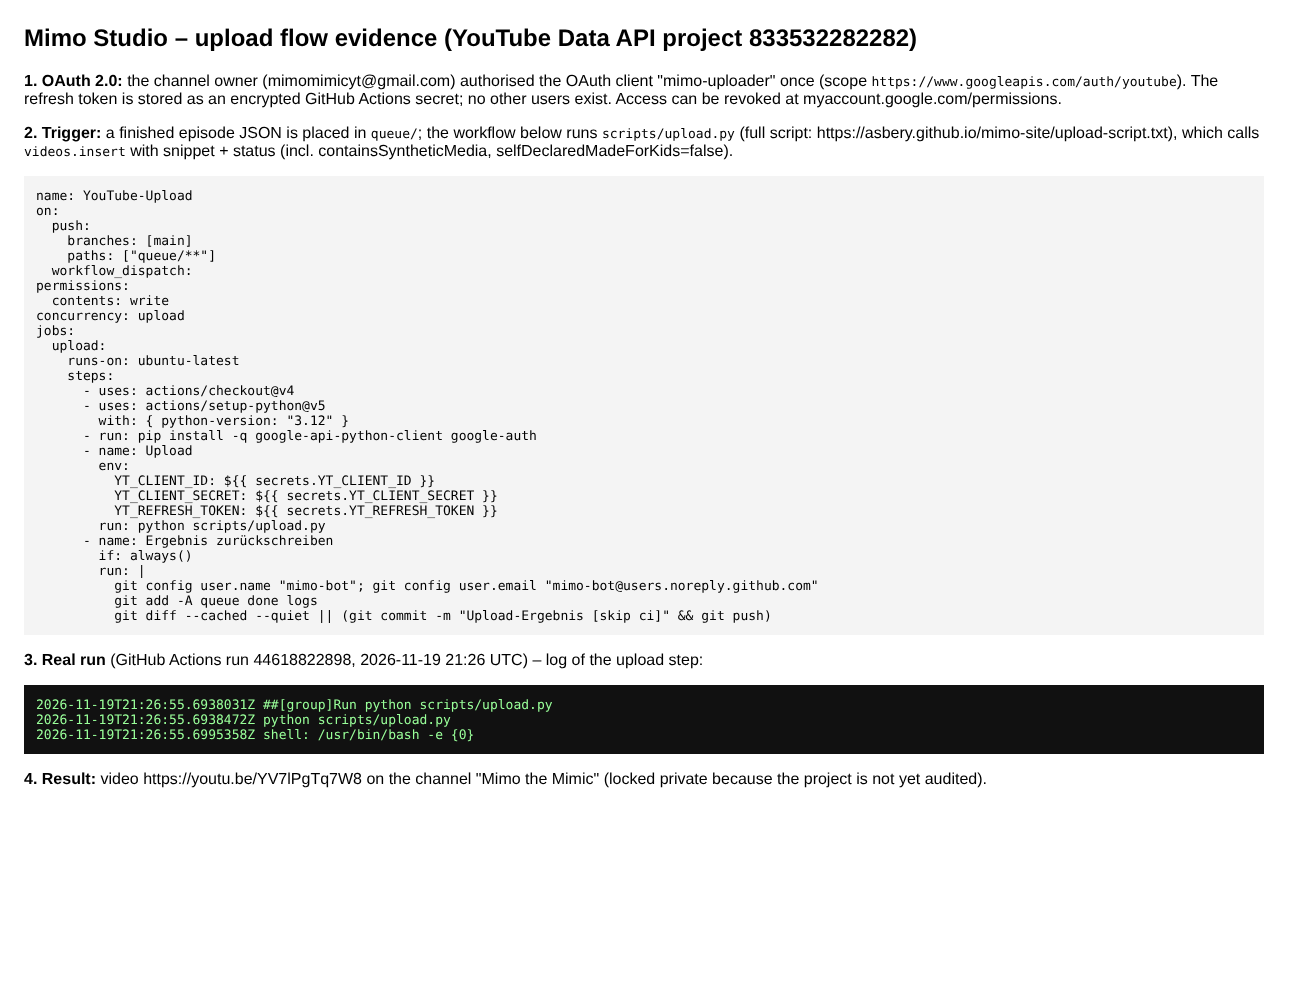 Mimo Studio – upload flow evidence (YouTube Data API project 833532282282)
1. OAuth 2.0: the channel owner (mimomimicyt@gmail.com) authorised the OAuth client "mimo-uploader" once (scope https://www.googleapis.com/auth/youtube). The
refresh token is stored as an encrypted GitHub Actions secret; no other users exist. Access can be revoked at myaccount.google.com/permissions.
2. Trigger: a finished episode JSON is placed in queue/; the workflow below runs scripts/upload.py (full script: https://asbery.github.io/mimo-site/upload-script.txt), which calls
videos.insert with snippet + status (incl. containsSyntheticMedia, selfDeclaredMadeForKids=false).
name: YouTube-Upload
on:
  push:
    branches: [main]
    paths: ["queue/**"]
  workflow_dispatch:
permissions:
  contents: write
concurrency: upload
jobs:
  upload:
    runs-on: ubuntu-latest
    steps:
      - uses: actions/checkout@v4
      - uses: actions/setup-python@v5
        with: { python-version: "3.12" }
      - run: pip install -q google-api-python-client google-auth
      - name: Upload
        env:
          YT_CLIENT_ID: ${{ secrets.YT_CLIENT_ID }}
          YT_CLIENT_SECRET: ${{ secrets.YT_CLIENT_SECRET }}
          YT_REFRESH_TOKEN: ${{ secrets.YT_REFRESH_TOKEN }}
        run: python scripts/upload.py
      - name: Ergebnis zurückschreiben
        if: always()
        run: |
          git config user.name "mimo-bot"; git config user.email "mimo-bot@users.noreply.github.com"
          git add -A queue done logs
          git diff --cached --quiet || (git commit -m "Upload-Ergebnis [skip ci]" && git push)
3. Real run (GitHub Actions run 44618822898, 2026-11-19 21:26 UTC) – log of the upload step:
2026-11-19T21:26:55.6938031Z ##[group]Run python scripts/upload.py
2026-11-19T21:26:55.6938472Z python scripts/upload.py
2026-11-19T21:26:55.6995358Z shell: /usr/bin/bash -e {0}
4. Result: video https://youtu.be/YV7lPgTq7W8 on the channel "Mimo the Mimic" (locked private because the project is not yet audited).